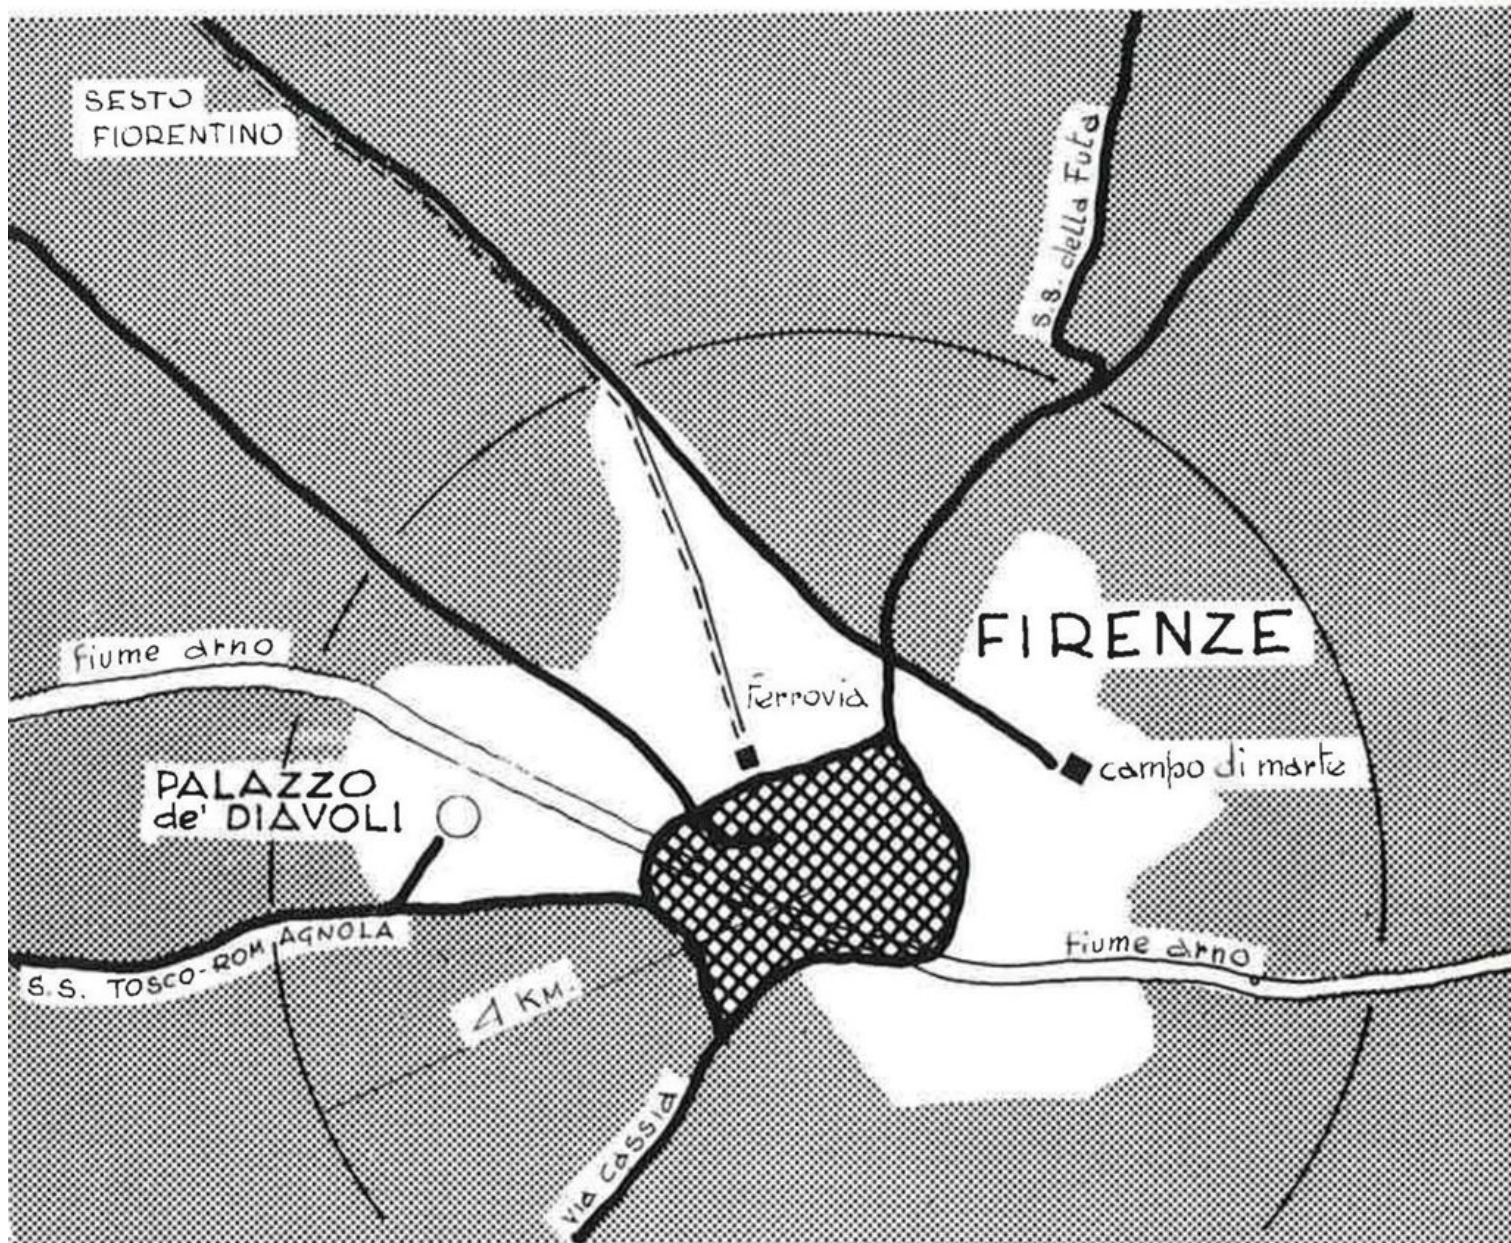 SESTO
FIORENTINO
S.S. della Futa
FIRENZE
fiume arno
Ferrovia
PALAZZO
de' DIAVOLI
campo di marte
S.S. TOSCO-ROMAGNOLA
fiume arno
4 KM.
via Cassia